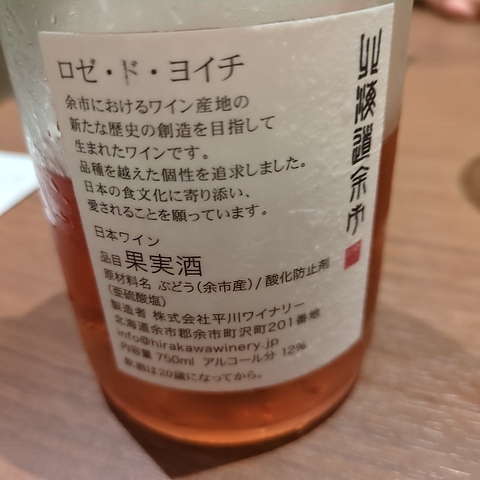 ロゼ・ド・ヨイチ
余市におけるワイン産地の
新たな歴史の創造を目指して
生まれたワインです。
品種を越えた個性を追求しました。
日本の食文化に寄り添い、
愛されることを願っています。
日本ワイン
品目 果実酒
原材料名 ぶどう(余市産)/酸化防止剤
(亜硫酸塩)
製造者 株式会社平川ワイナリー
北海道余市郡余市町沢町201番地
info@hirakawawinery.jp
内容量 750ml アルコール分 12%
飲酒は20歳になってから。
北海道余市